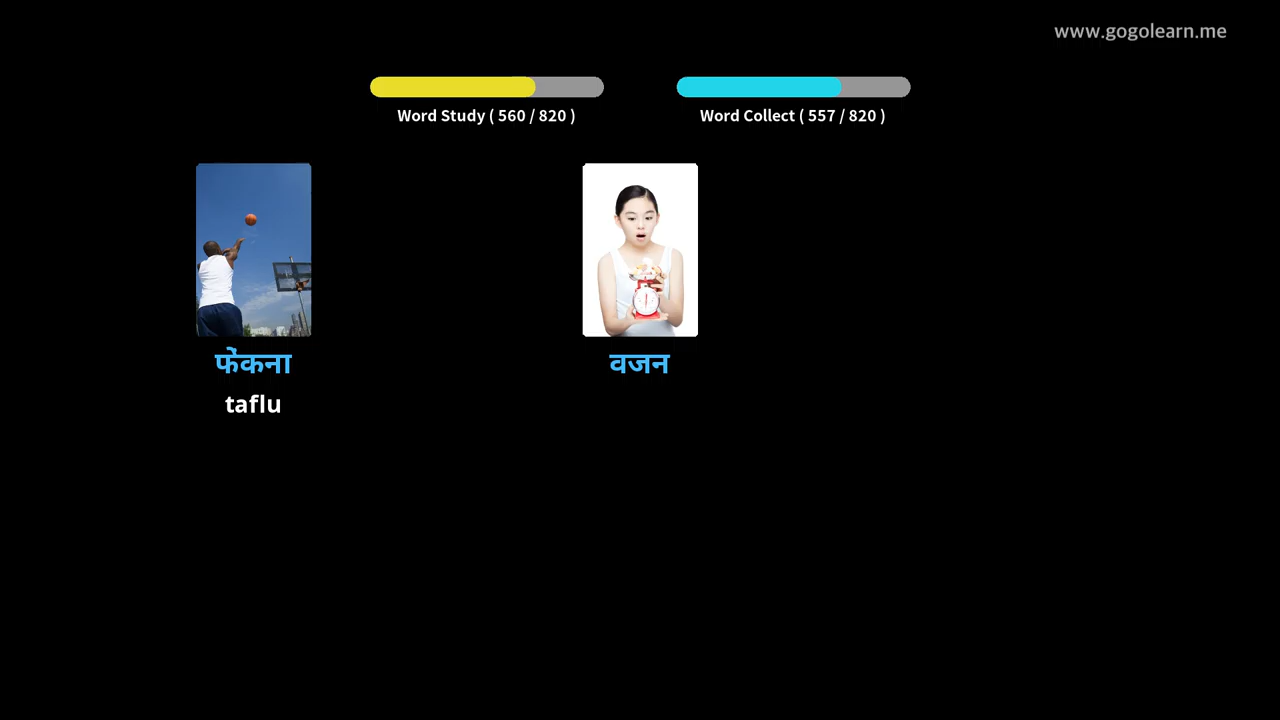 www.gogolearn.me
Word Study ( 560 / 820 )
Word Collect ( 557 / 820 )
फेंकना
वजन
taflu